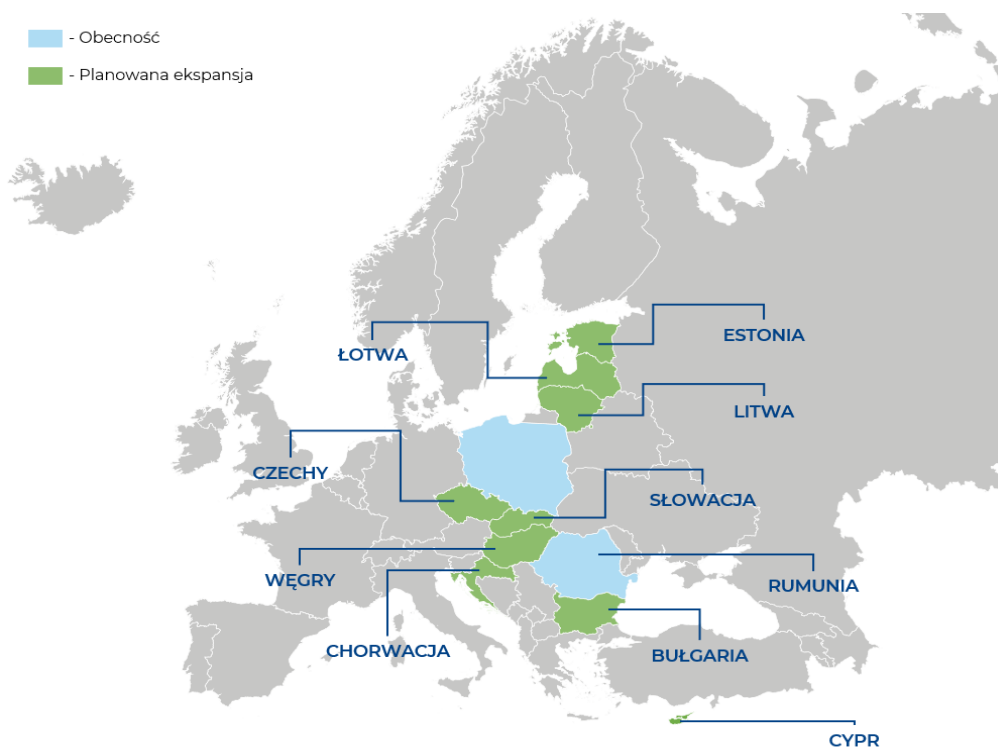 - Obecność
- Planowana ekspansja
ESTONIA
ŁOTWA
LITWA
CZECHY
SŁOWACJA
WĘGRY
RUMUNIA
CHORWACJA
BUŁGARIA
CYPR